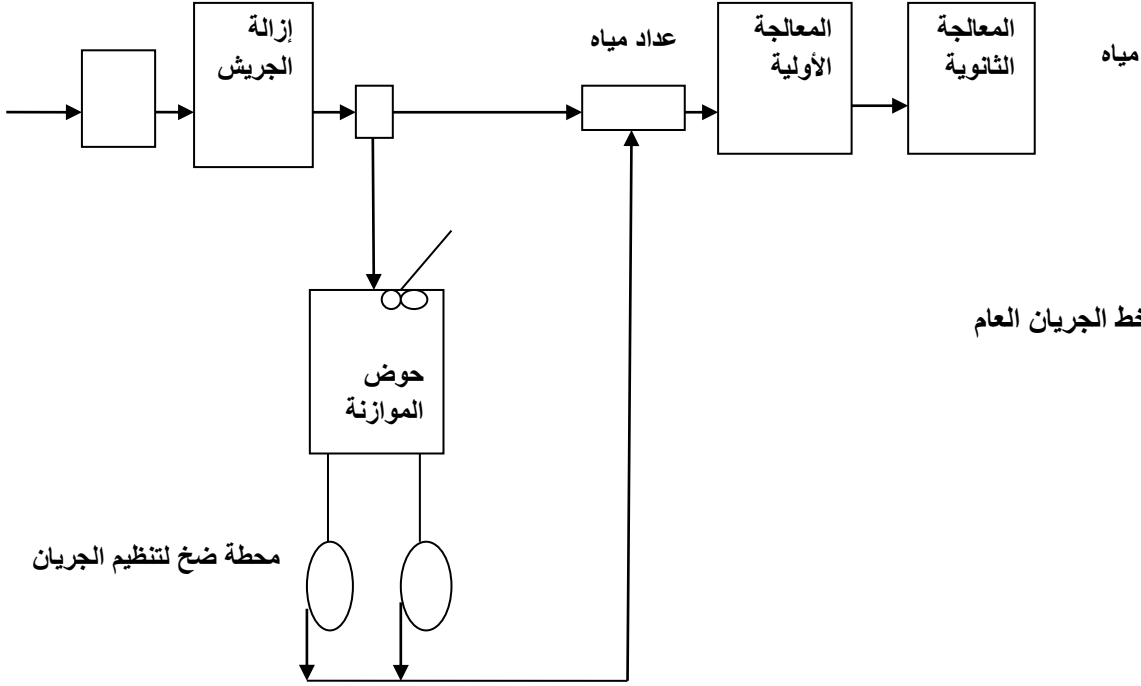 إزالة
الجريش
عداد مياه
المعالجة
الأولية
المعالجة
الثانوية
مياه
خط الجريان العام
حوض
الموازنة
محطة ضخ لتنظيم الجريان